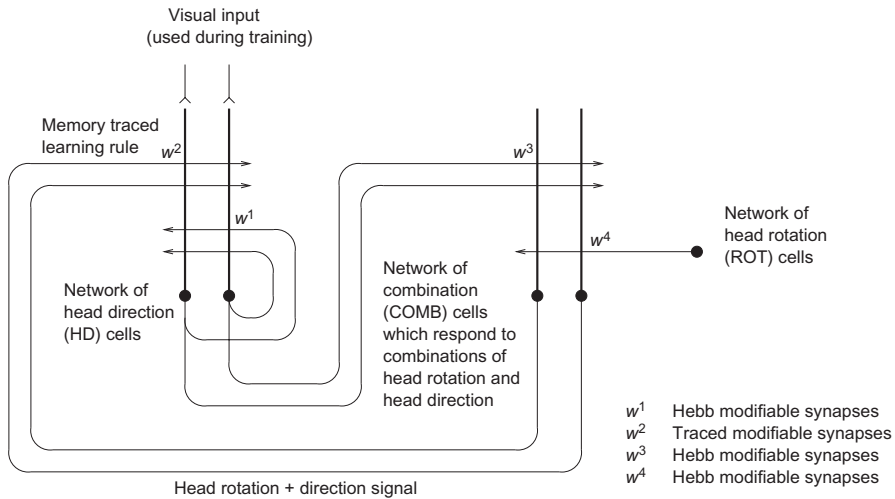 Visual input
(used during training)
Memory traced
learning rule
w²
w³
w¹
w⁴
Network of
head rotation
(ROT) cells
Network of
head direction
(HD) cells
Network of
combination
(COMB) cells
which respond to
combinations of
head rotation and
head direction
w¹ Hebb modifiable synapses
w² Traced modifiable synapses
w³ Hebb modifiable synapses
w⁴ Hebb modifiable synapses
Head rotation + direction signal